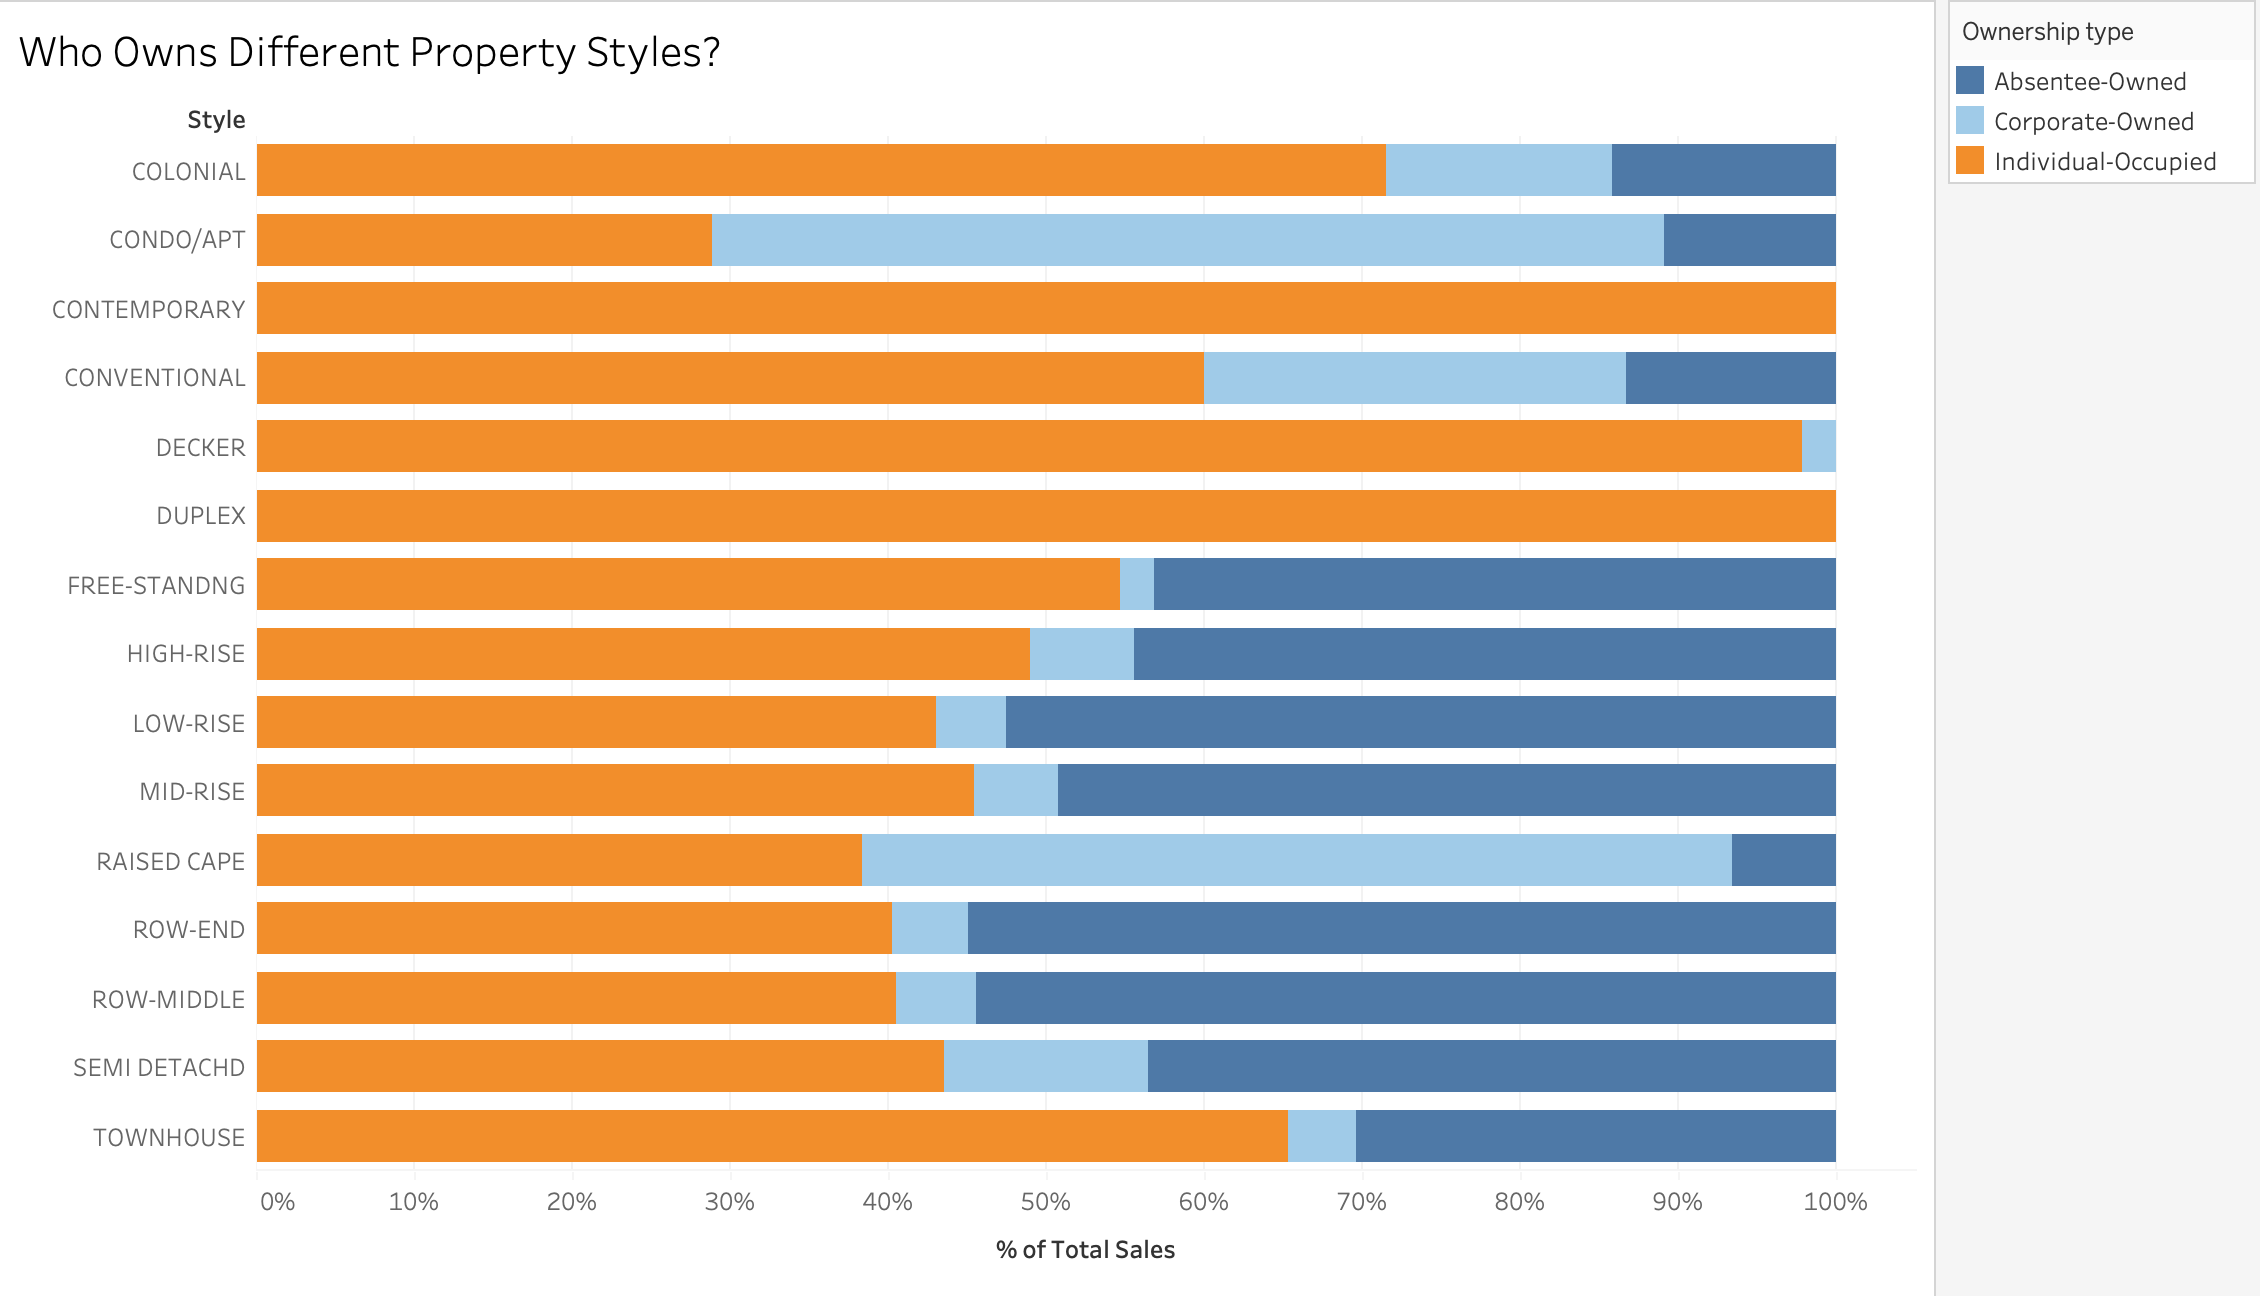 Who Owns Different Property Styles?
Style
COLONIAL
CONDO/APT
CONTEMPORARY
CONVENTIONAL
DECKER
DUPLEX
FREE-STANDNG
HIGH-RISE
LOW-RISE
MID-RISE
RAISED CAPE
ROW-END
ROW-MIDDLE
SEMI DETACHD
TOWNHOUSE
0% 10% 20% 30% 40% 50% 60% 70% 80% 90% 100%
% of Total Sales
Ownership type
Absentee-Owned
Corporate-Owned
Individual-Occupied